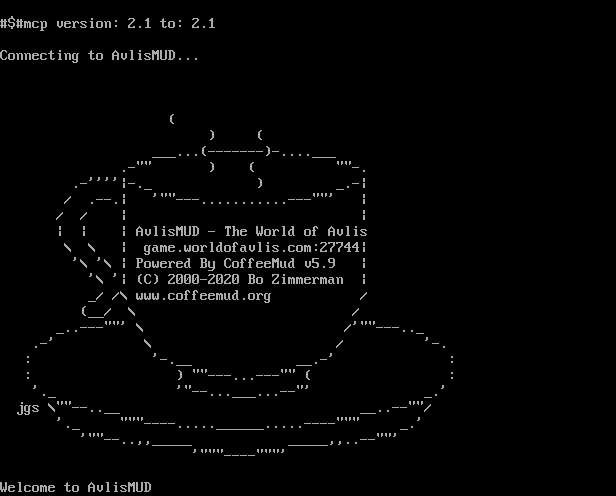 #$#mcp version: 2.1 to: 2.1
Connecting to AvlisMUD...
AvlisMUD - The World of Avlis
game.worldofavlis.com:27744
Powered By CoffeeMud v5.9
(C) 2000-2020 Bo Zimmerman
www.coffeemud.org
jgs
Welcome to AvlisMUD